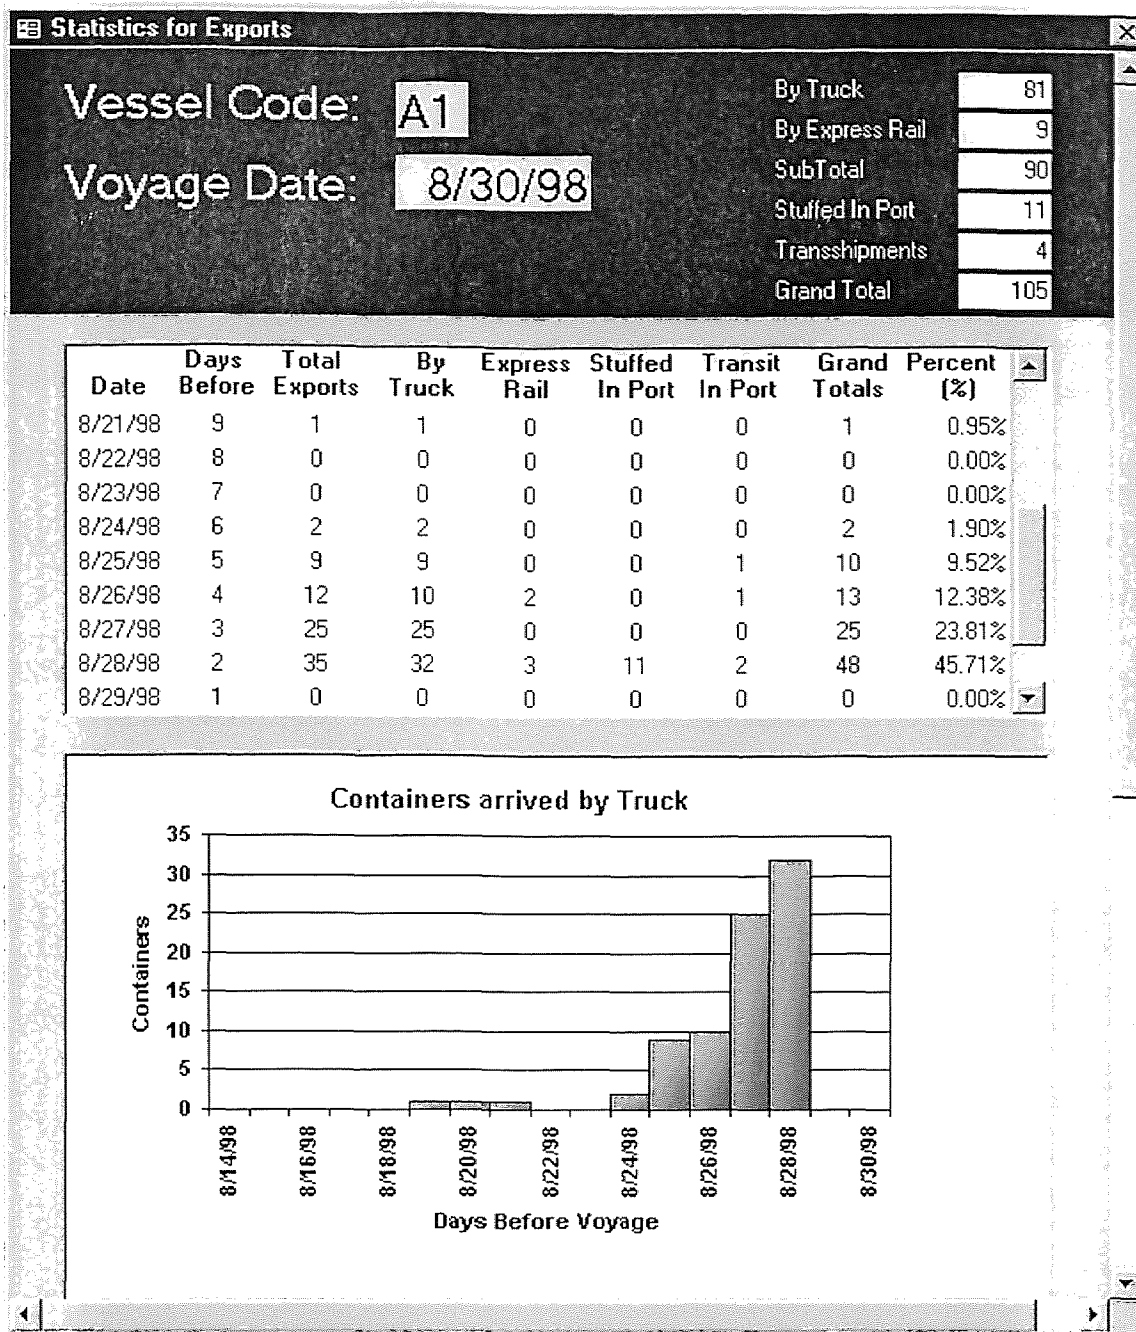 Statistics for Exports
Vessel Code: A1
Voyage Date: 8/30/98
By Truck 81
By Express Rail 9
SubTotal 90
Stuffed In Port 11
Transshipments 4
Grand Total 105
Date Days Before Total Exports By Truck Express Rail Stuffed In Port Transit In Port Grand Totals Percent (%)
8/21/98 9 1 1 0 0 0 1 0.95%
8/22/98 8 0 0 0 0 0 0 0.00%
8/23/98 7 0 0 0 0 0 0 0.00%
8/24/98 6 2 2 0 0 0 2 1.90%
8/25/98 5 9 9 0 0 1 10 9.52%
8/26/98 4 12 10 2 0 1 13 12.38%
8/27/98 3 25 25 0 0 0 25 23.81%
8/28/98 2 35 32 3 11 2 48 45.71%
8/29/98 1 0 0 0 0 0 0 0.00%
Containers arrived by Truck
Containers
35
30
25
20
15
10
5
0
8/14/98 8/16/98 8/18/98 8/20/98 8/22/98 8/24/98 8/26/98 8/28/98 8/30/98
Days Before Voyage